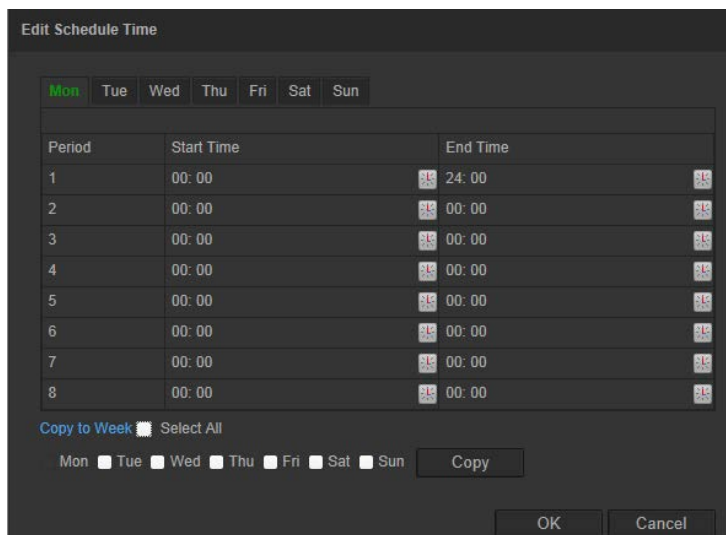 Edit Schedule Time
Mon Tue Wed Thu Fri Sat Sun
Period Start Time End Time
1 00: 00 24: 00
2 00: 00 00: 00
3 00: 00 00: 00
4 00: 00 00: 00
5 00: 00 00: 00
6 00: 00 00: 00
7 00: 00 00: 00
8 00: 00 00: 00
Copy to Week Select All
Mon Tue Wed Thu Fri Sat Sun Copy
OK Cancel